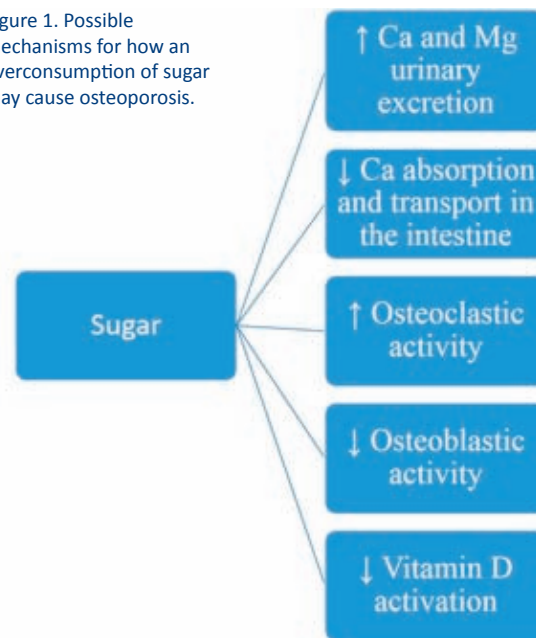 gure 1. Possible
echanisms for how an
verconsumption of sugar
ay cause osteoporosis.
↑ Ca and Mg
urinary
excretion
↓ Ca absorption
and transport in
the intestine
Sugar
↑ Osteoclastic
activity
↓ Osteoblastic
activity
↓ Vitamin D
activation